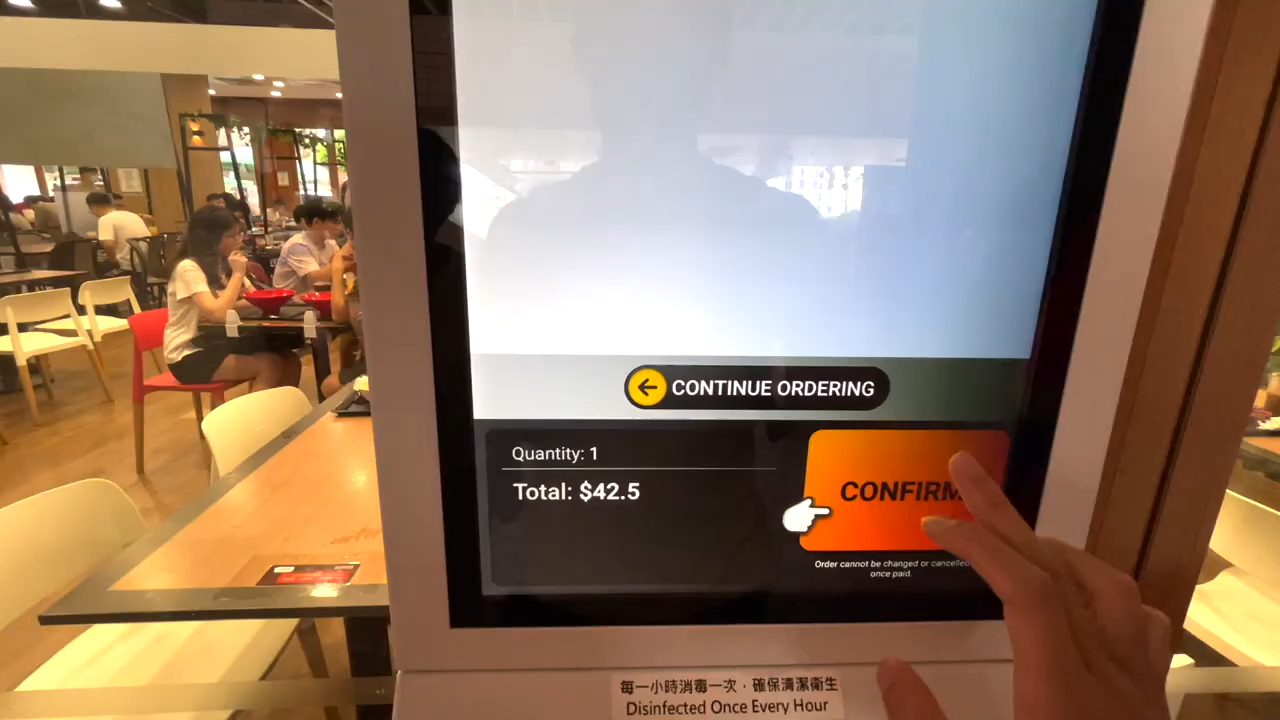 CONTINUE ORDERING
Quantity: 1
Total: $42.5
CONFIRM
Order cannot be changed or cancelled
once paid.
每一小時消毒一次，確保清潔衛生
Disinfected Once Every Hour